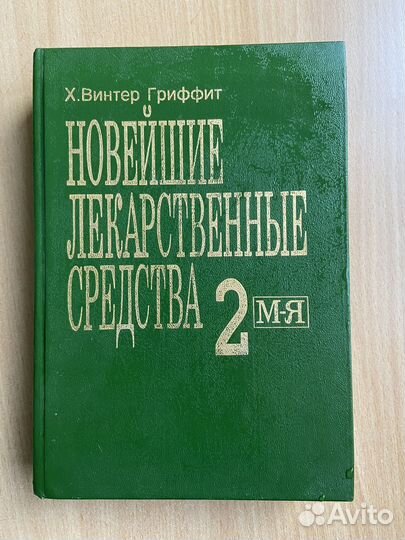 Х.Винтер Гриффит
НОВЕЙШИЕ
ЛЕКАРСТВЕННЫЕ
СРЕДСТВА 2 М-Я
Avito